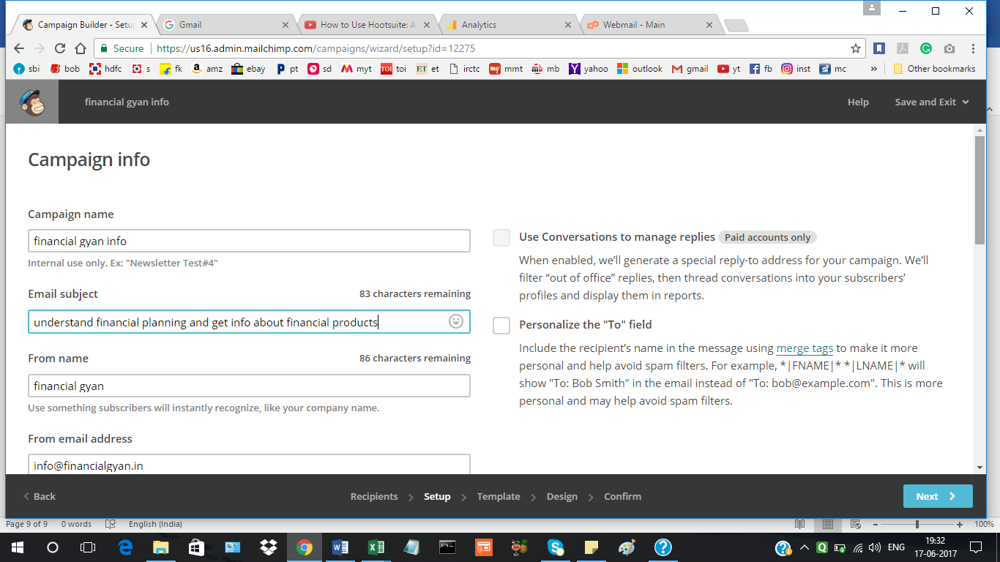 Campaign Builder - Setu
Gmail
How to Use Hootsuite: A
Analytics
Webmail - Main
Secure
https://us16.admin.mailchimp.com/campaigns/wizard/setup?id=12275
sbi
bob
hdfc
s
fk
amz
ebay
pt
sd
myt
TOI toi
ET et
irctc
my mmt
mb
yahoo
outlook
gmail
yt
fb
inst
mc
»
Other bookmarks
financial gyan info
Help
Save and Exit
Campaign info
Campaign name
financial gyan info
Internal use only. Ex: "Newsletter Test#4"
Email subject
83 characters remaining
understand financial planning and get info about financial products
From name
86 characters remaining
financial gyan
Use something subscribers will instantly recognize, like your company name.
From email address
info@financialgyan.in
Use Conversations to manage replies Paid accounts only
When enabled, we’ll generate a special reply-to address for your campaign. We’ll
filter “out of office” replies, then thread conversations into your subscribers’
profiles and display them in reports.
Personalize the "To" field
Include the recipient’s name in the message using merge tags to make it more
personal and help avoid spam filters. For example, *|FNAME|* *|LNAME|* will
show "To: Bob Smith" in the email instead of "To: bob@example.com". This is more
personal and may help avoid spam filters.
Back
Recipients
Setup
Template
Design
Confirm
Next
Page 9 of 9
0 words
English (India)
100%
ENG
19:32
17-06-2017